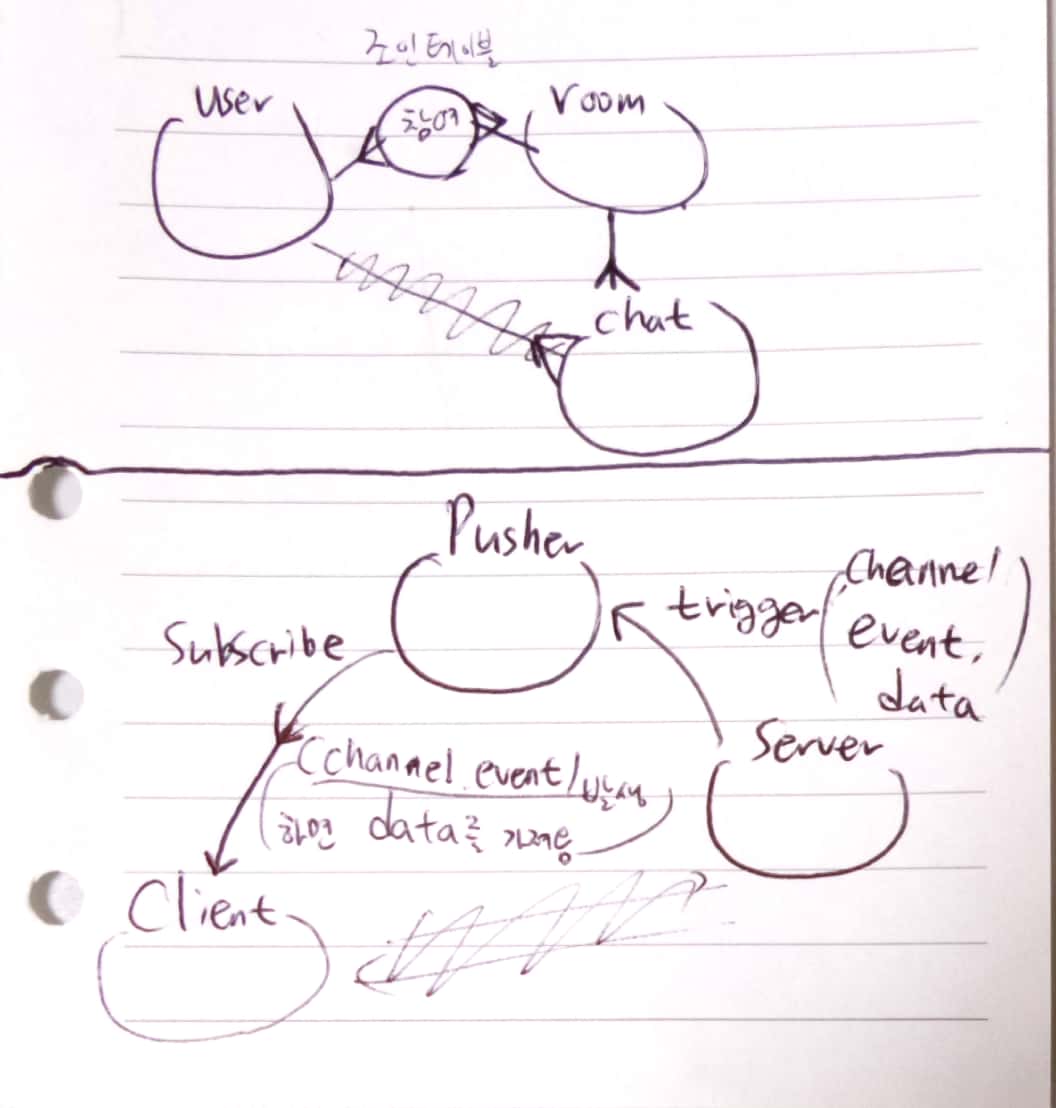 조인테이블
user
참여
room
chat
Pusher
Subscribe
trigger(channel
event.
data)
(channel event/발생
하면 data를 가져옴)
Server
Client